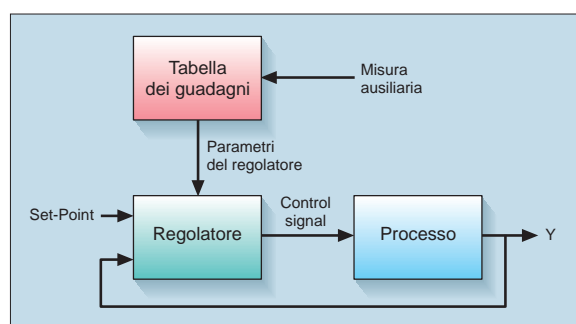 Tabella
dei guadagni
Misura
ausiliaria
Parametri
del regolatore
Set-Point
Regolatore
Control
signal
Processo
Y